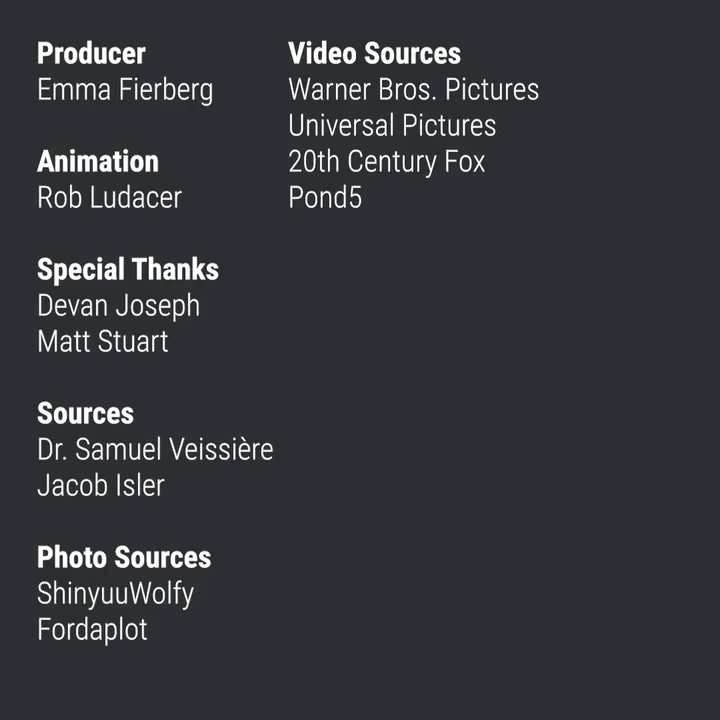 Producer
Emma Fierberg
Animation
Rob Ludacer
Special Thanks
Devan Joseph
Matt Stuart
Sources
Dr. Samuel Veissière
Jacob Isler
Photo Sources
ShinyuuWolfy
Fordaplot
Video Sources
Warner Bros. Pictures
Universal Pictures
20th Century Fox
Pond5